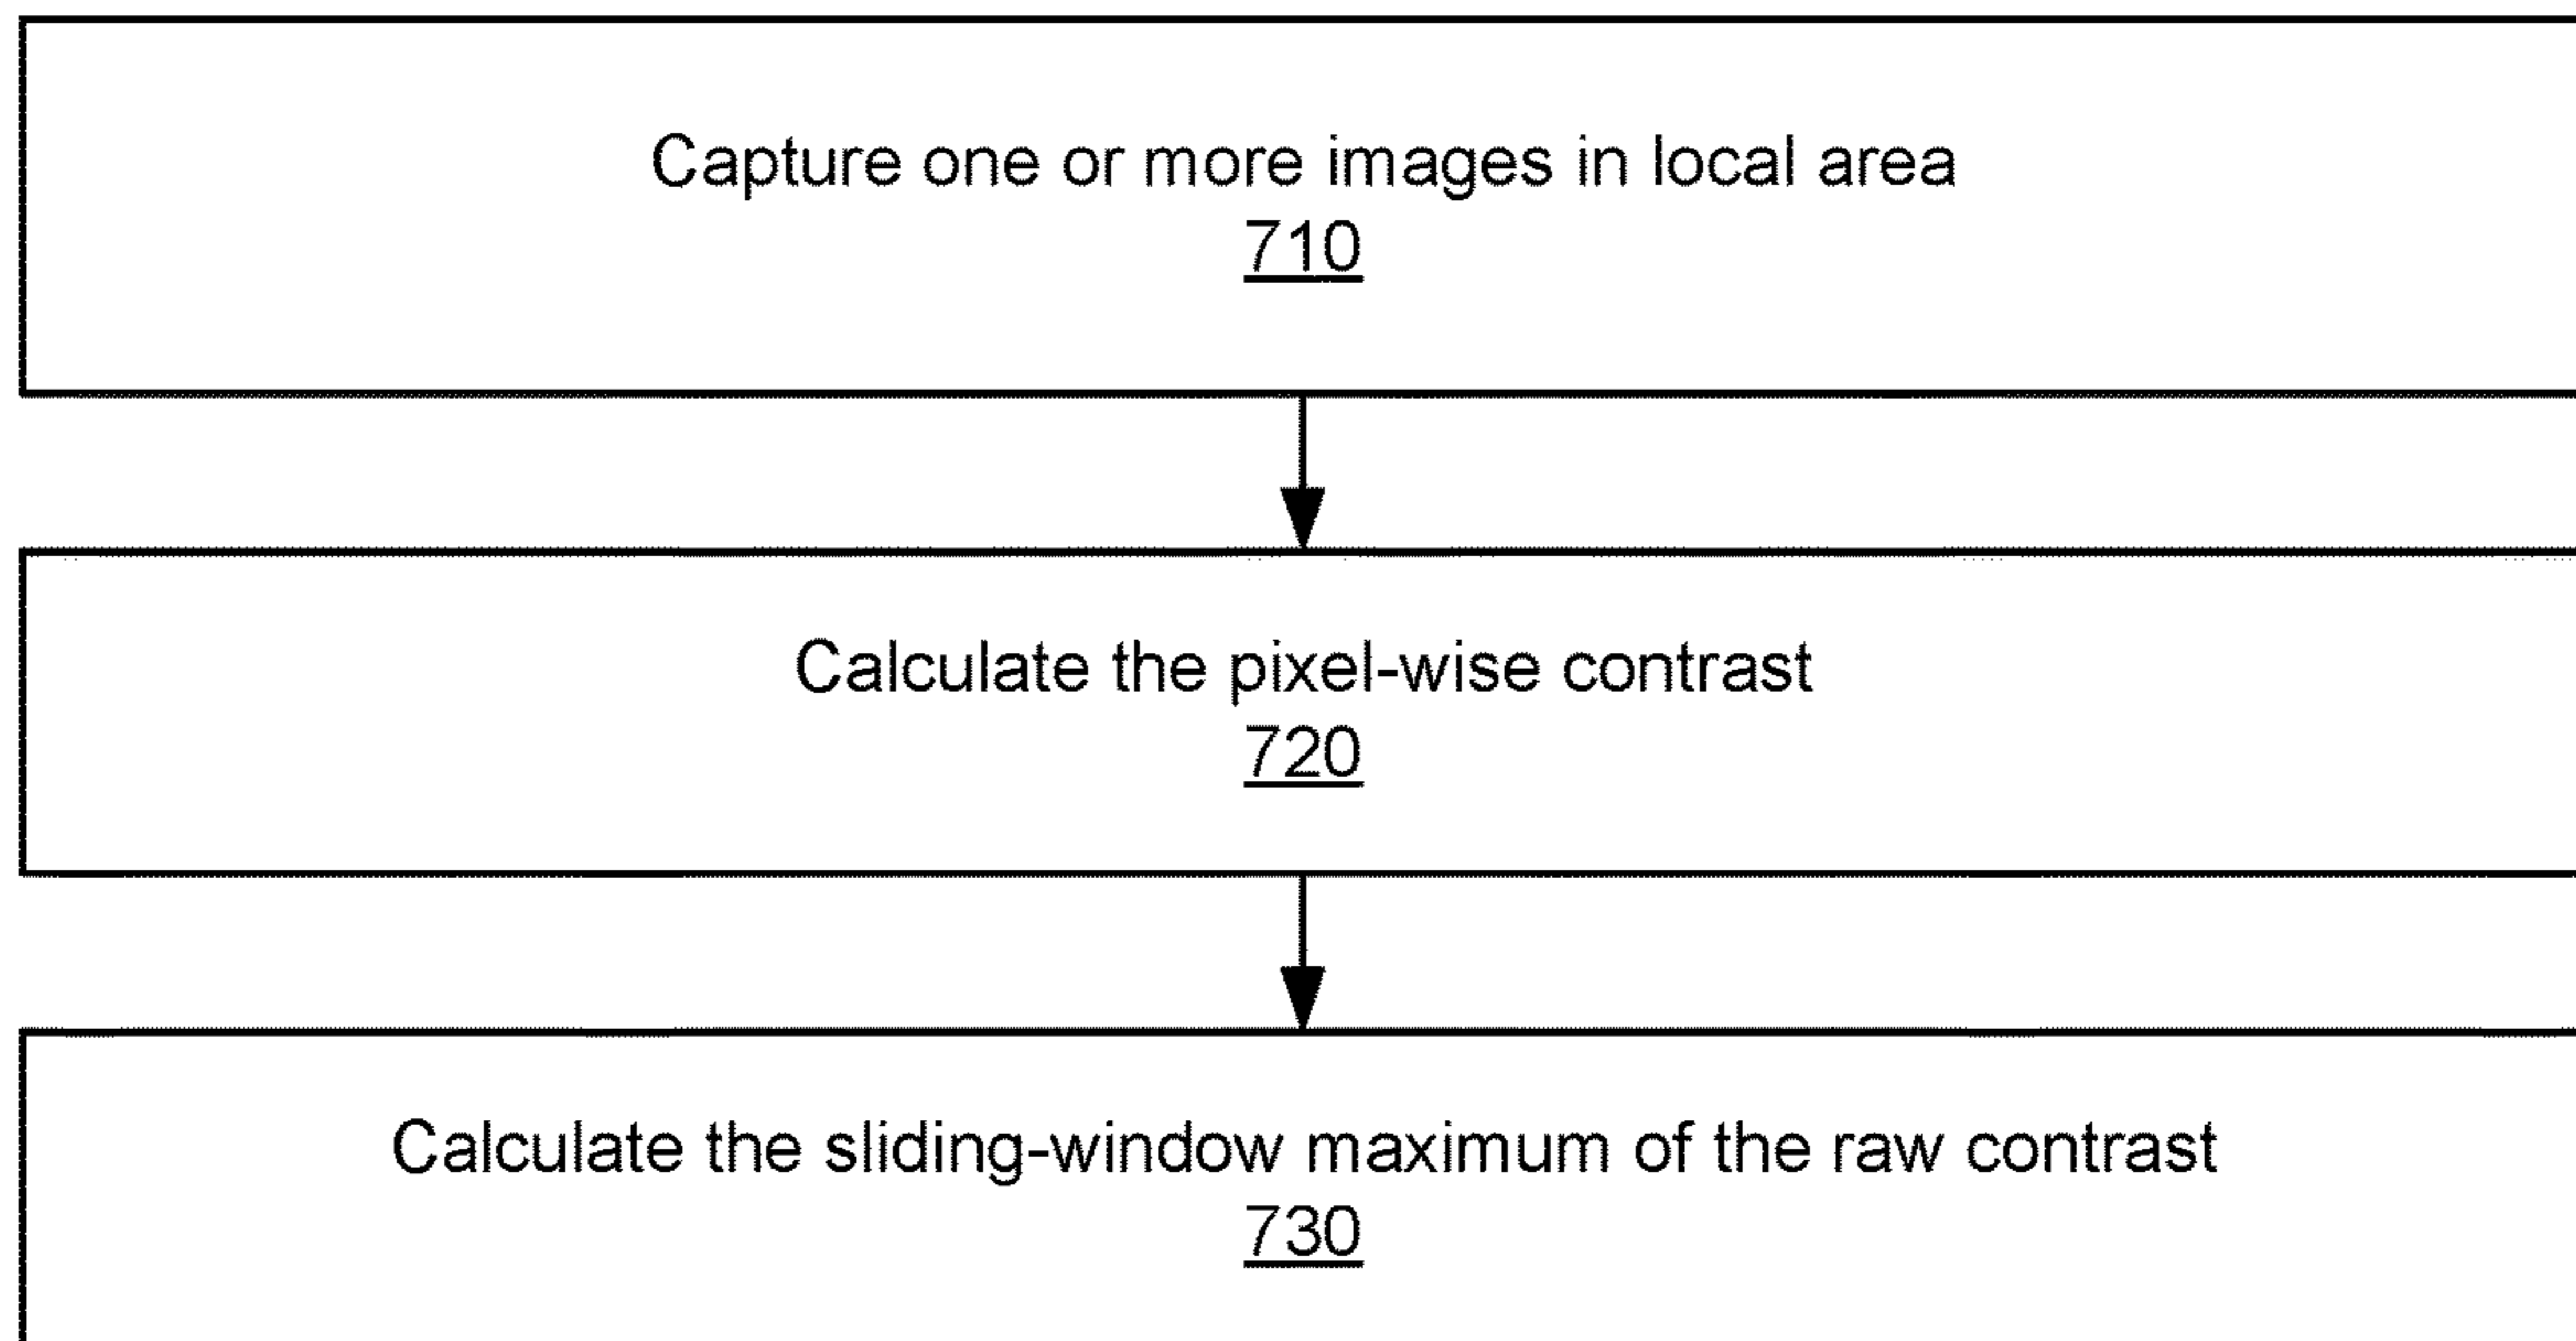 Capture one or more images in local area
710
Calculate the pixel-wise contrast
720
Calculate the sliding-window maximum of the raw contrast
730